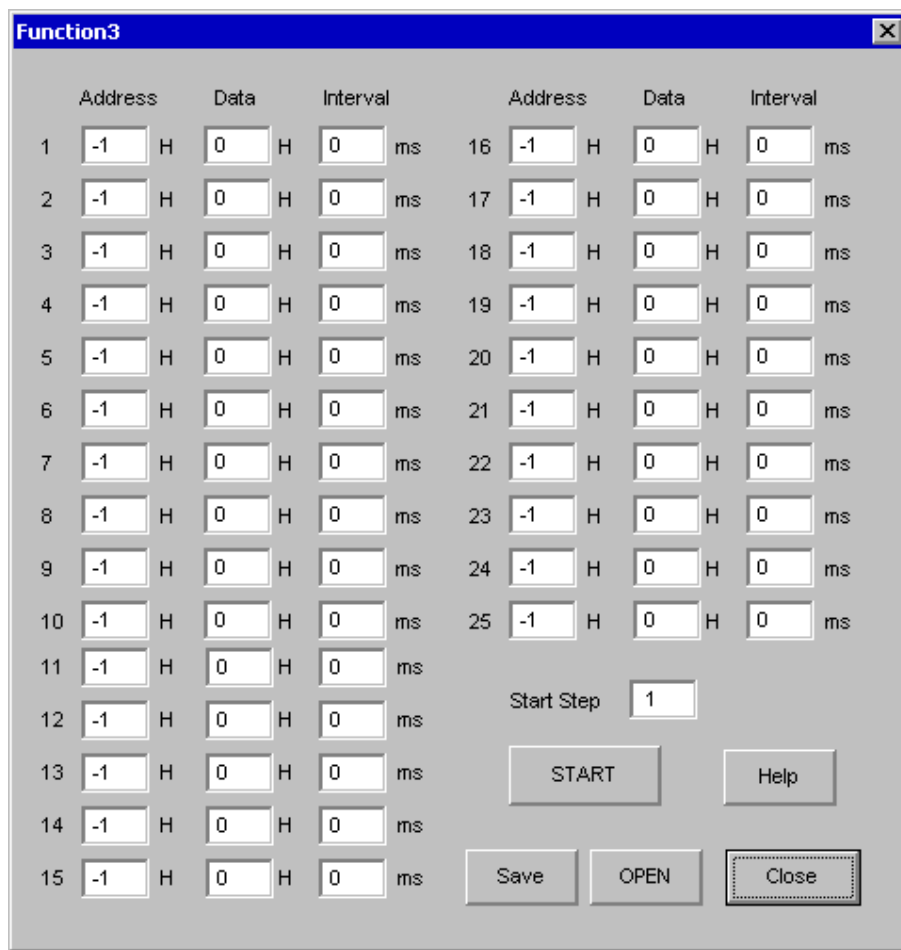 Function3
Address Data Interval Address Data Interval
1 -1 H 0 H 0 ms 16 -1 H 0 H 0 ms
2 -1 H 0 H 0 ms 17 -1 H 0 H 0 ms
3 -1 H 0 H 0 ms 18 -1 H 0 H 0 ms
4 -1 H 0 H 0 ms 19 -1 H 0 H 0 ms
5 -1 H 0 H 0 ms 20 -1 H 0 H 0 ms
6 -1 H 0 H 0 ms 21 -1 H 0 H 0 ms
7 -1 H 0 H 0 ms 22 -1 H 0 H 0 ms
8 -1 H 0 H 0 ms 23 -1 H 0 H 0 ms
9 -1 H 0 H 0 ms 24 -1 H 0 H 0 ms
10 -1 H 0 H 0 ms 25 -1 H 0 H 0 ms
11 -1 H 0 H 0 ms
12 -1 H 0 H 0 ms Start Step 1
13 -1 H 0 H 0 ms START Help
14 -1 H 0 H 0 ms
15 -1 H 0 H 0 ms Save OPEN Close